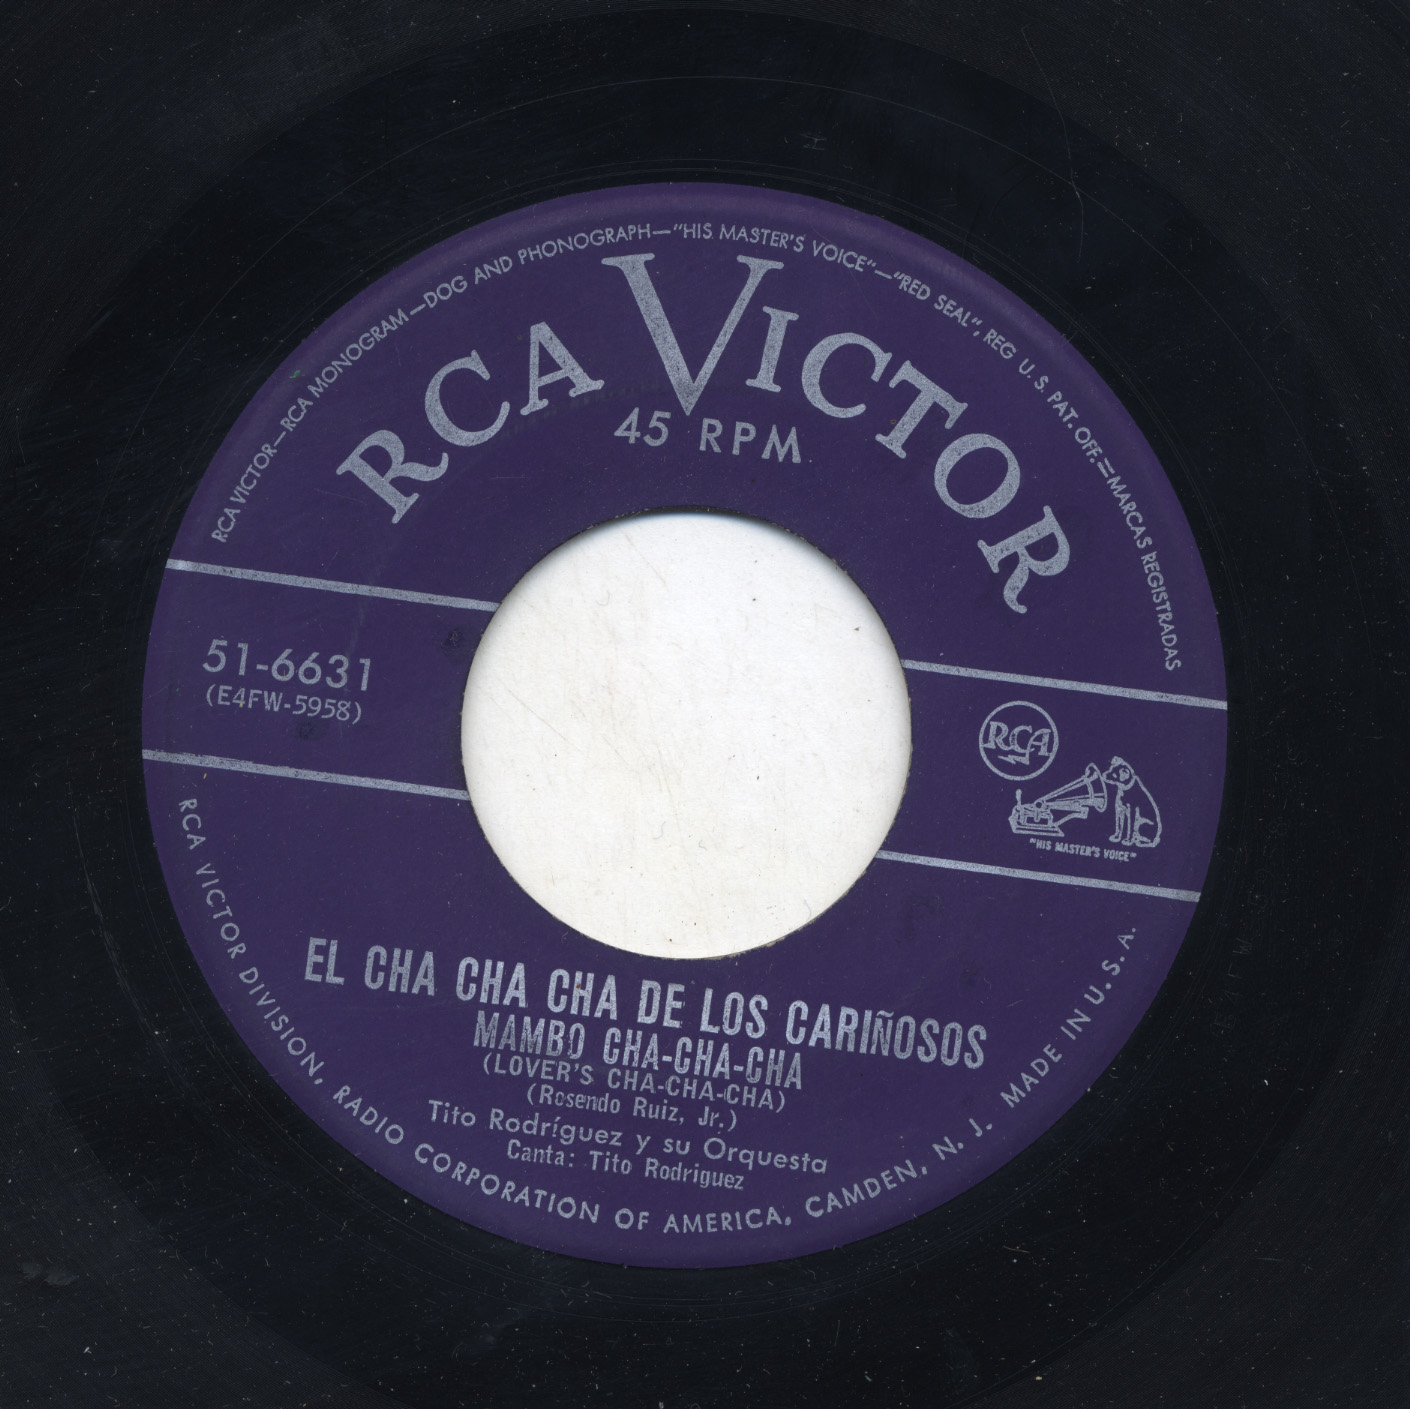 RCA VICTOR—RCA MONOGRAM—DOG AND PHONOGRAPH—"HIS MASTER'S VOICE"—"RED SEAL", REG U. S. PAT. OFF.=MARCAS REGISTRADAS
RCA VICTOR
45 RPM
51-6631
(E4FW-5958)
RCA
"HIS MASTER'S VOICE"
EL CHA CHA CHA DE LOS CARIÑOSOS
MAMBO CHA-CHA-CHA
(LOVER'S CHA-CHA-CHA)
(Rosendo Ruiz, Jr.)
Tito Rodríguez y su Orquesta
Canta: Tito Rodriguez
RCA VICTOR DIVISION, RADIO CORPORATION OF AMERICA, CAMDEN, N. J. MADE IN U. S. A.